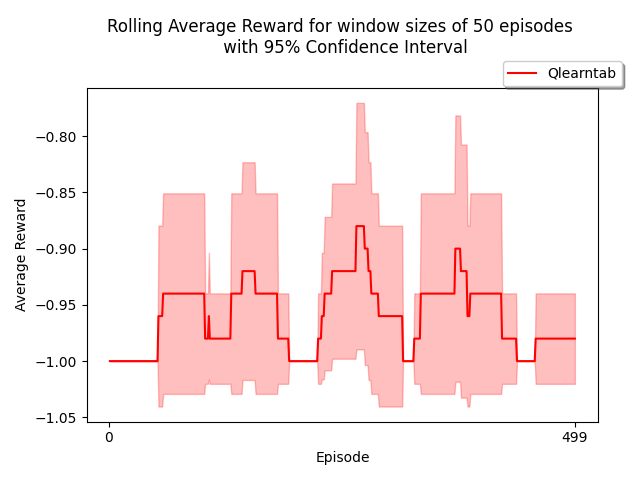 Rolling Average Reward for window sizes of 50 episodes
with 95% Confidence Interval
Qlearntab
−0.80
−0.85
−0.90
−0.95
−1.00
−1.05
Average Reward
0
499
Episode